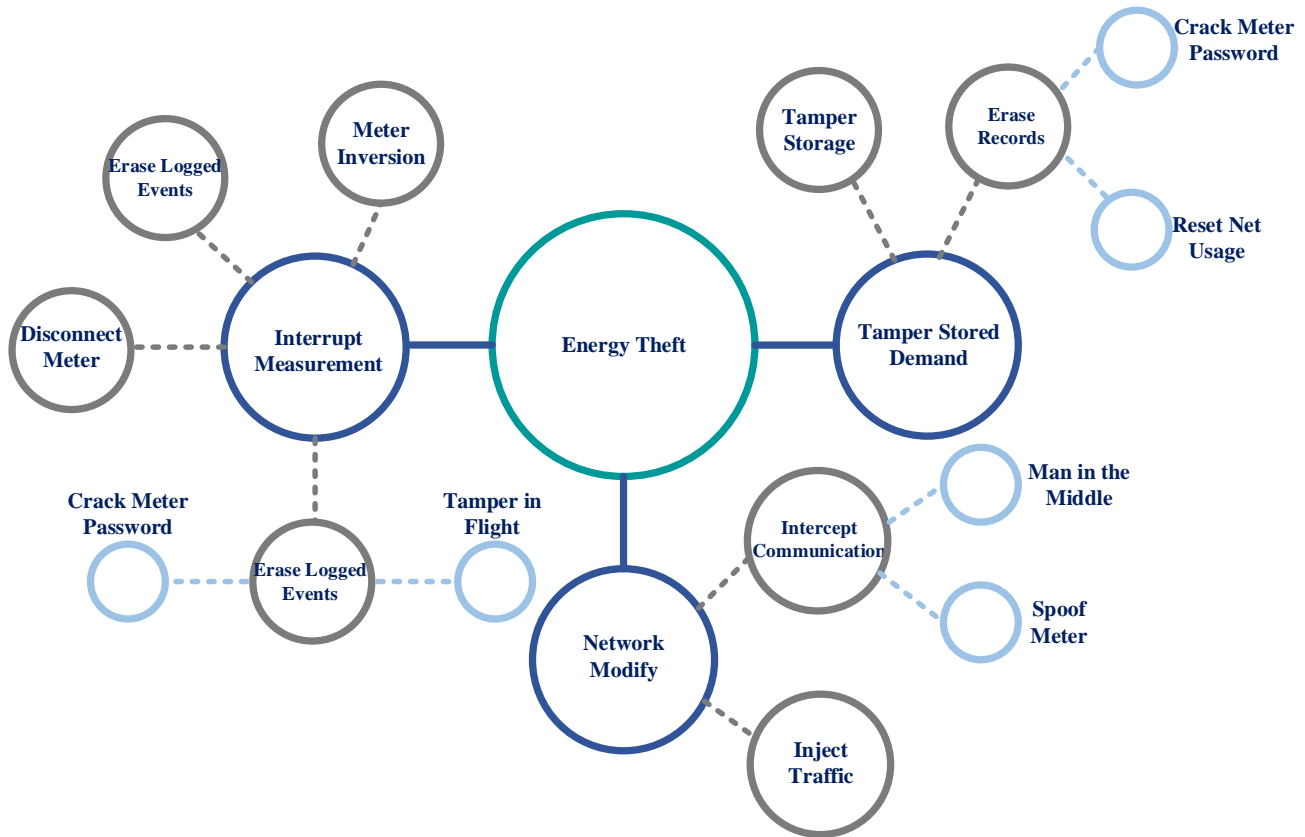 Crack Meter
Password
Tamper
Storage
Erase
Records
Meter
Inversion
Erase Logged
Events
Reset Net
Usage
Disconnect
Meter
Interrupt
Measurement
Energy Theft
Tamper Stored
Demand
Man in the
Middle
Crack Meter
Password
Tamper in
Flight
Intercept
Communication
Erase Logged
Events
Spoof
Meter
Network
Modify
Inject
Traffic